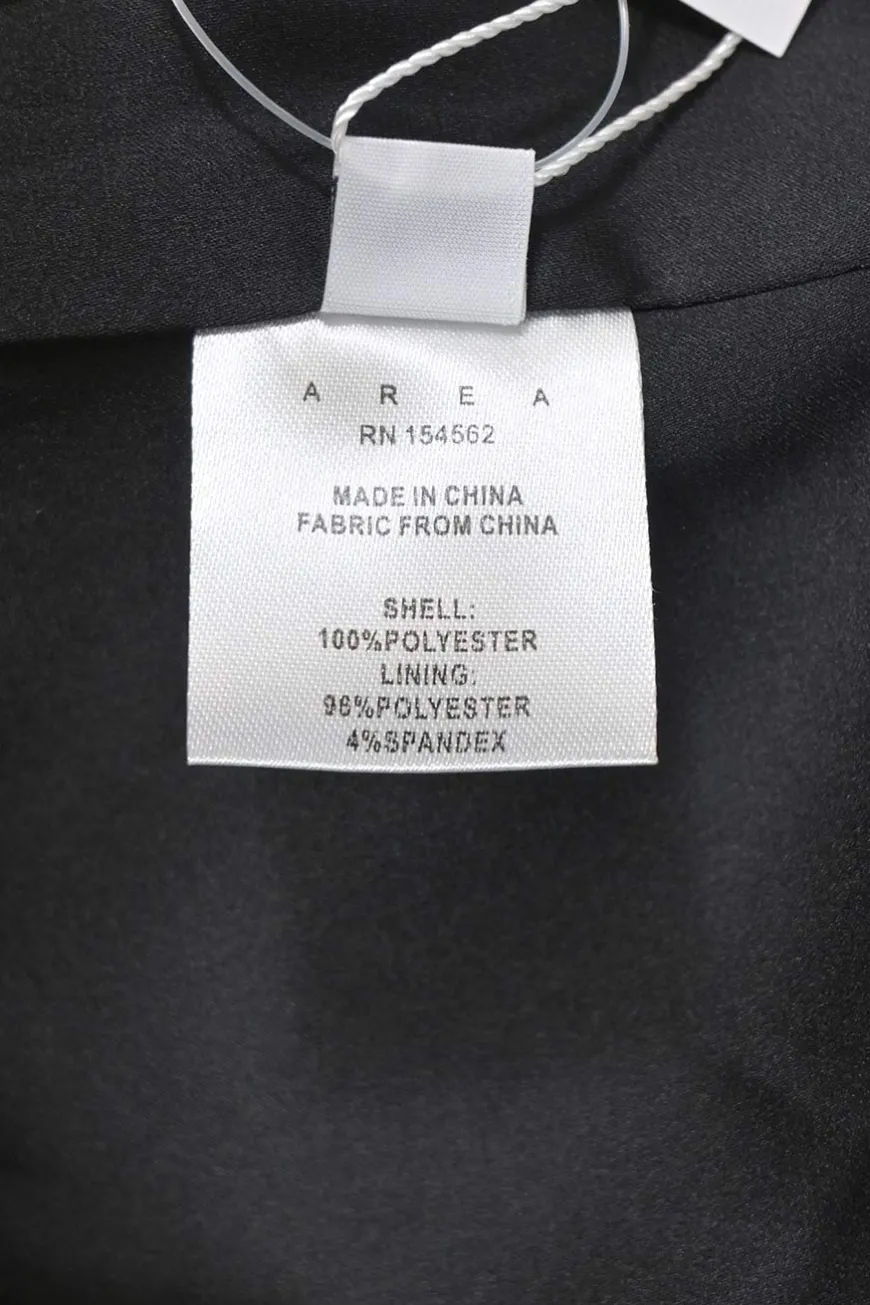 A R E A
RN 154562
MADE IN CHINA
FABRIC FROM CHINA
SHELL:
100%POLYESTER
LINING:
96%POLYESTER
4%SPANDEX